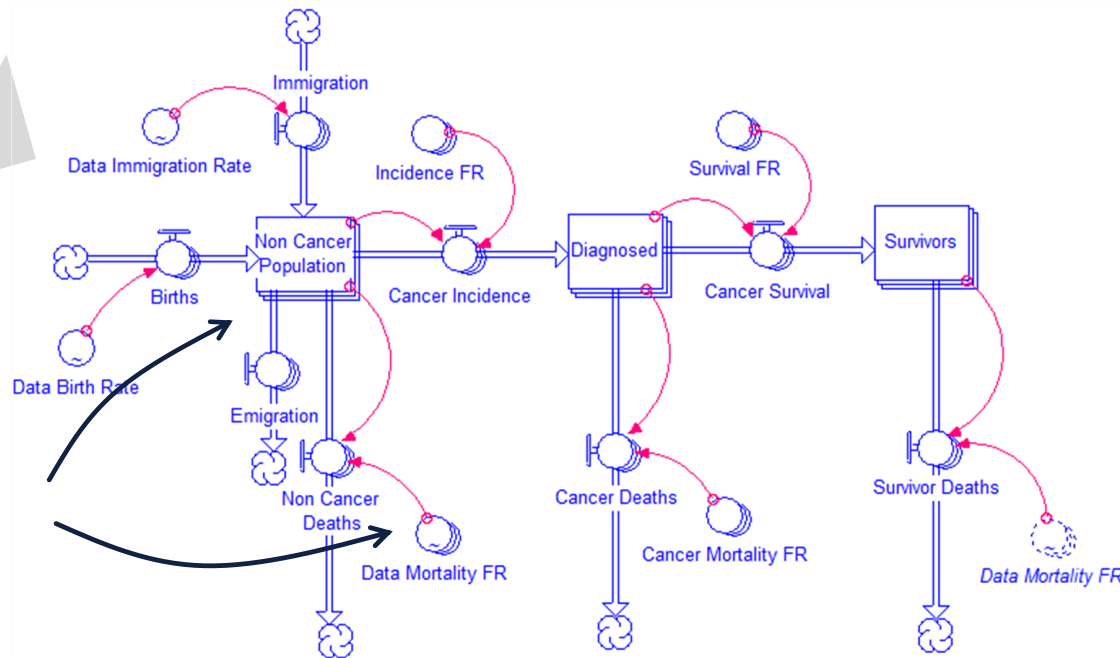 Immigration
Data Immigration Rate
Incidence FR
Survival FR
Non Cancer
Population
Diagnosed
Survivors
Births
Cancer Incidence
Cancer Survival
Data Birth Rate
Emigration
Non Cancer
Deaths
Cancer Deaths
Survivor Deaths
Data Mortality FR
Cancer Mortality FR
Data Mortality FR